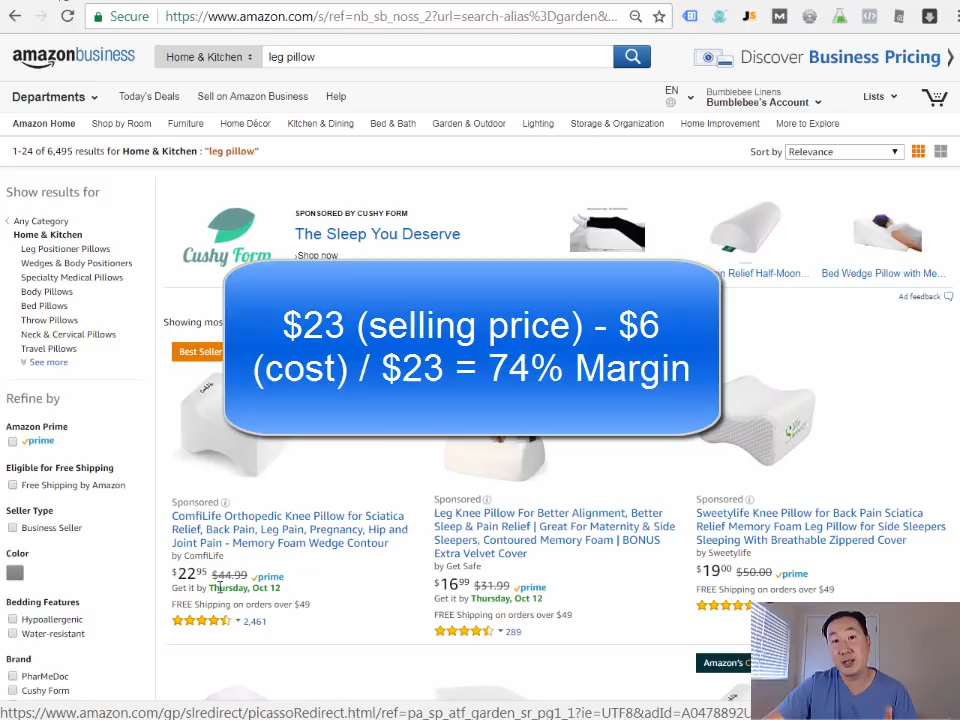 Secure
https://www.amazon.com/s/ref=nb_sb_noss_2?url=search-alias%3Dgarden&...
amazonbusiness
Home & Kitchen
leg pillow
Discover Business Pricing
Departments
Today's Deals
Sell on Amazon Business
Help
EN
Bumblebee Linens
Bumblebee's Account
Lists
Amazon Home
Shop by Room
Furniture
Home Décor
Kitchen & Dining
Bed & Bath
Garden & Outdoor
Lighting
Storage & Organization
Home Improvement
More to Explore
1-24 of 6,495 results for Home & Kitchen : "leg pillow"
Sort by
Relevance
Show results for
Any Category
Home & Kitchen
Leg Positioner Pillows
Wedges & Body Positioners
Specialty Medical Pillows
Body Pillows
Bed Pillows
Throw Pillows
Neck & Cervical Pillows
Travel Pillows
See more
Refine by
Amazon Prime
prime
Eligible for Free Shipping
Free Shipping by Amazon
Seller Type
Business Seller
Color
Bedding Features
Hypoallergenic
Water-resistant
Brand
PharMeDoc
Cushy Form
Cushy Form
SPONSORED BY CUSHY FORM
The Sleep You Deserve
›Shop now
Relief Half-Moon...
Bed Wedge Pillow with Me...
Ad feedback
Showing
Best Seller
$23 (selling price) - $6
(cost) / $23 = 74% Margin
Sponsored
ComfiLife Orthopedic Knee Pillow for Sciatica
Relief, Back Pain, Leg Pain, Pregnancy, Hip and
Joint Pain - Memory Foam Wedge Contour
by ComfiLife
$22 95 $44.99 prime
Get it by Thursday, Oct 12
FREE Shipping on orders over $49
2,461
Sponsored
Leg Knee Pillow For Better Alignment, Better
Sleep & Pain Relief | Great For Maternity & Side
Sleepers, Contoured Memory Foam | BONUS
Extra Velvet Cover
by Get Safe
$16 99 $31.99 prime
Get it by Thursday, Oct 12
FREE Shipping on orders over $49
289
Sponsored
Sweetylife Knee Pillow for Back Pain Sciatica
Relief Memory Foam Leg Pillow for Side Sleepers
Sleeping With Breathable Zippered Cover
by Sweetylife
$19 00 $50.00 prime
FREE Shipping on orders over $49
Amazon's
https://www.amazon.com/gp/slredirect/picassoRedirect.html/ref=pa_sp_atf_garden_sr_pg1_1?ie=UTF8&adId=A0478892U